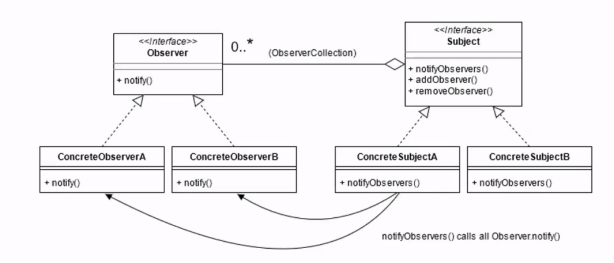 <<Interface>>
Observer
+ notify()
0..*
(ObserverCollection)
<<Interface>>
Subject
+ notifyObservers()
+ addObserver()
+ removeObserver()
ConcreteObserverA
+ notify()
ConcreteObserverB
+ notify()
ConcreteSubjectA
+ notifyObservers()
ConcreteSubjectB
+ notifyObservers()
notifyObservers() calls all Observer.notify()